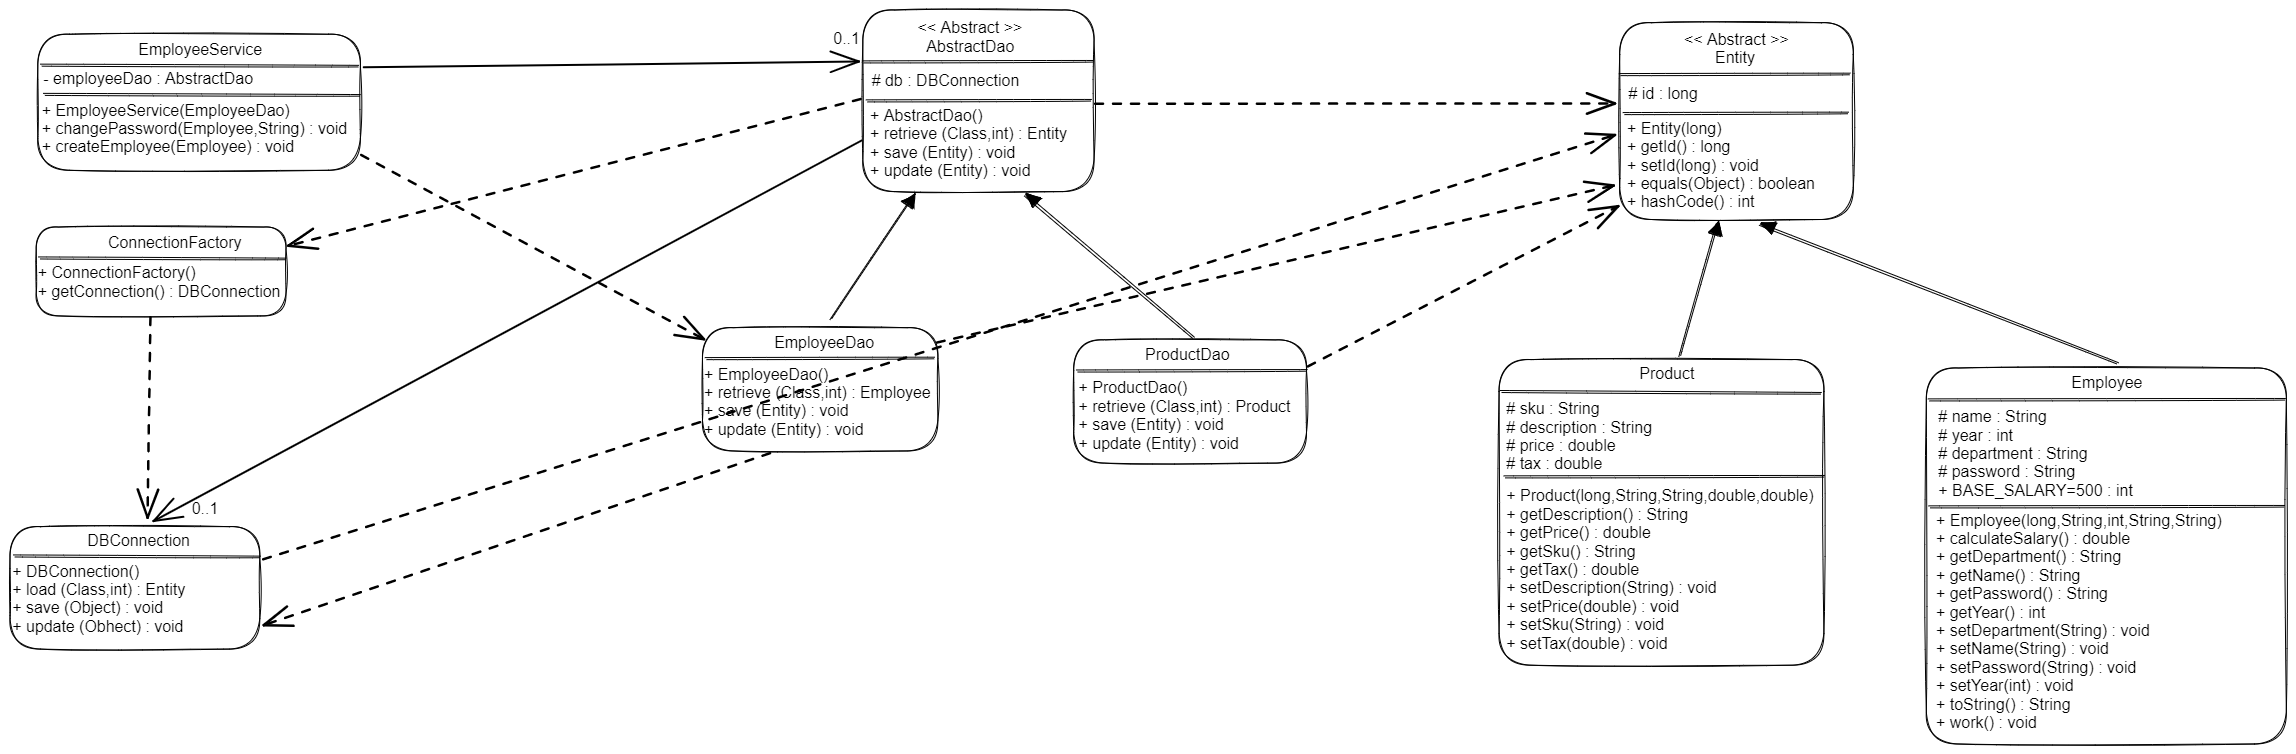 EmployeeService
- employeeDao : AbstractDao
+ EmployeeService(EmployeeDao)
+ changePassword(Employee,String) : void
+ createEmployee(Employee) : void
0..1
<< Abstract >>
AbstractDao
# db : DBConnection
+ AbstractDao()
+ retrieve (Class,int) : Entity
+ save (Entity) : void
+ update (Entity) : void
<< Abstract >>
Entity
# id : long
+ Entity(long)
+ getId() : long
+ setId(long) : void
+ equals(Object) : boolean
+ hashCode() : int
ConnectionFactory
+ ConnectionFactory()
+ getConnection() : DBConnection
EmployeeDao
+ EmployeeDao()
+ retrieve (Class,int) : Employee
+ save (Entity) : void
+ update (Entity) : void
ProductDao
+ ProductDao()
+ retrieve (Class,int) : Product
+ save (Entity) : void
+ update (Entity) : void
Product
# sku : String
# description : String
# price : double
# tax : double
+ Product(long,String,String,double,double)
+ getDescription() : String
+ getPrice() : double
+ getSku() : String
+ getTax() : double
+ setDescription(String) : void
+ setPrice(double) : void
+ setSku(String) : void
+ setTax(double) : void
Employee
# name : String
# year : int
# department : String
# password : String
+ BASE_SALARY=500 : int
+ Employee(long,String,int,String,String)
+ calculateSalary() : double
+ getDepartment() : String
+ getName() : String
+ getPassword() : String
+ getYear() : int
+ setDepartment(String) : void
+ setName(String) : void
+ setPassword(String) : void
+ setYear(int) : void
+ toString() : String
+ work() : void
0..1
DBConnection
+ DBConnection()
+ load (Class,int) : Entity
+ save (Object) : void
+ update (Obhect) : void